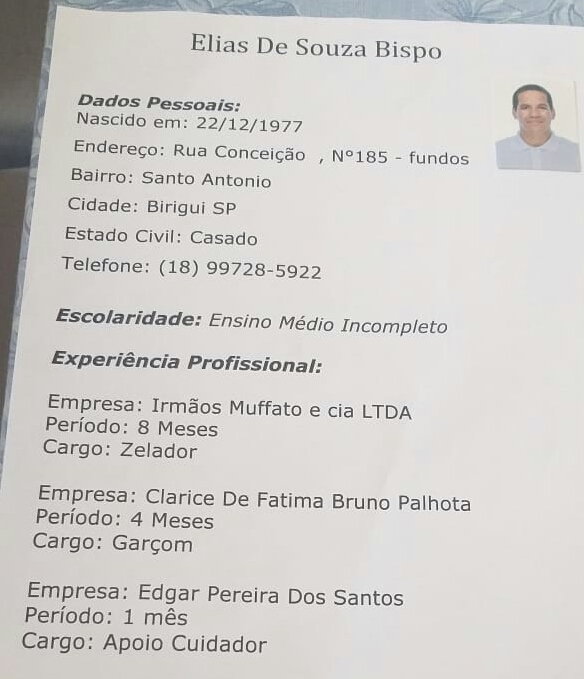 Elias De Souza Bispo
Dados Pessoais:
Nascido em: 22/12/1977
Endereço: Rua Conceição , N°185 - fundos
Bairro: Santo Antonio
Cidade: Birigui SP
Estado Civil: Casado
Telefone: (18) 99728-5922
Escolaridade: Ensino Médio Incompleto
Experiência Profissional:
Empresa: Irmãos Muffato e cia LTDA
Período: 8 Meses
Cargo: Zelador
Empresa: Clarice De Fatima Bruno Palhota
Período: 4 Meses
Cargo: Garçom
Empresa: Edgar Pereira Dos Santos
Período: 1 mês
Cargo: Apoio Cuidador